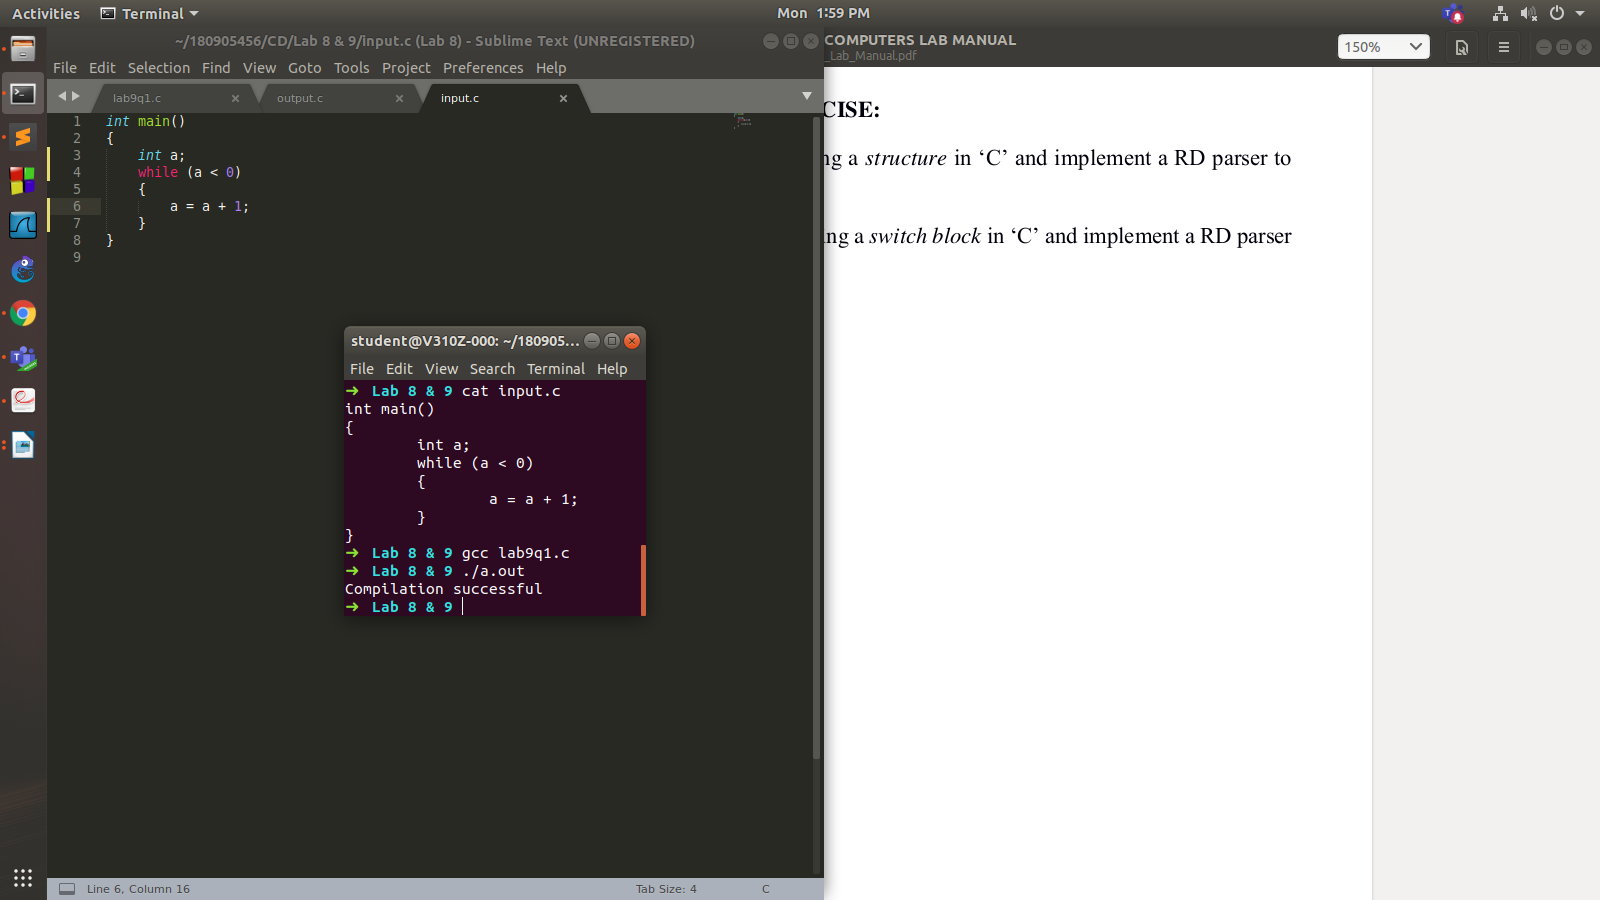 Activities Terminal Mon 1:59 PM
~/180905456/CD/Lab 8 & 9/input.c (Lab 8) - Sublime Text (UNREGISTERED)
File Edit Selection Find View Goto Tools Project Preferences Help
lab9q1.c output.c input.c
1 int main()
2 {
3 int a;
4 while (a < 0)
5 {
6 a = a + 1;
7 }
8 }
9
student@V310Z-000: ~/180905...
File Edit View Search Terminal Help
➜ Lab 8 & 9 cat input.c
int main()
{
int a;
while (a < 0)
{
a = a + 1;
}
}
➜ Lab 8 & 9 gcc lab9q1.c
➜ Lab 8 & 9 ./a.out
Compilation successful
➜ Lab 8 & 9
Line 6, Column 16 Tab Size: 4 C
COMPUTERS LAB MANUAL
_Lab_Manual.pdf
150%
CISE:
ng a structure in ‘C’ and implement a RD parser to
ing a switch block in ‘C’ and implement a RD parser